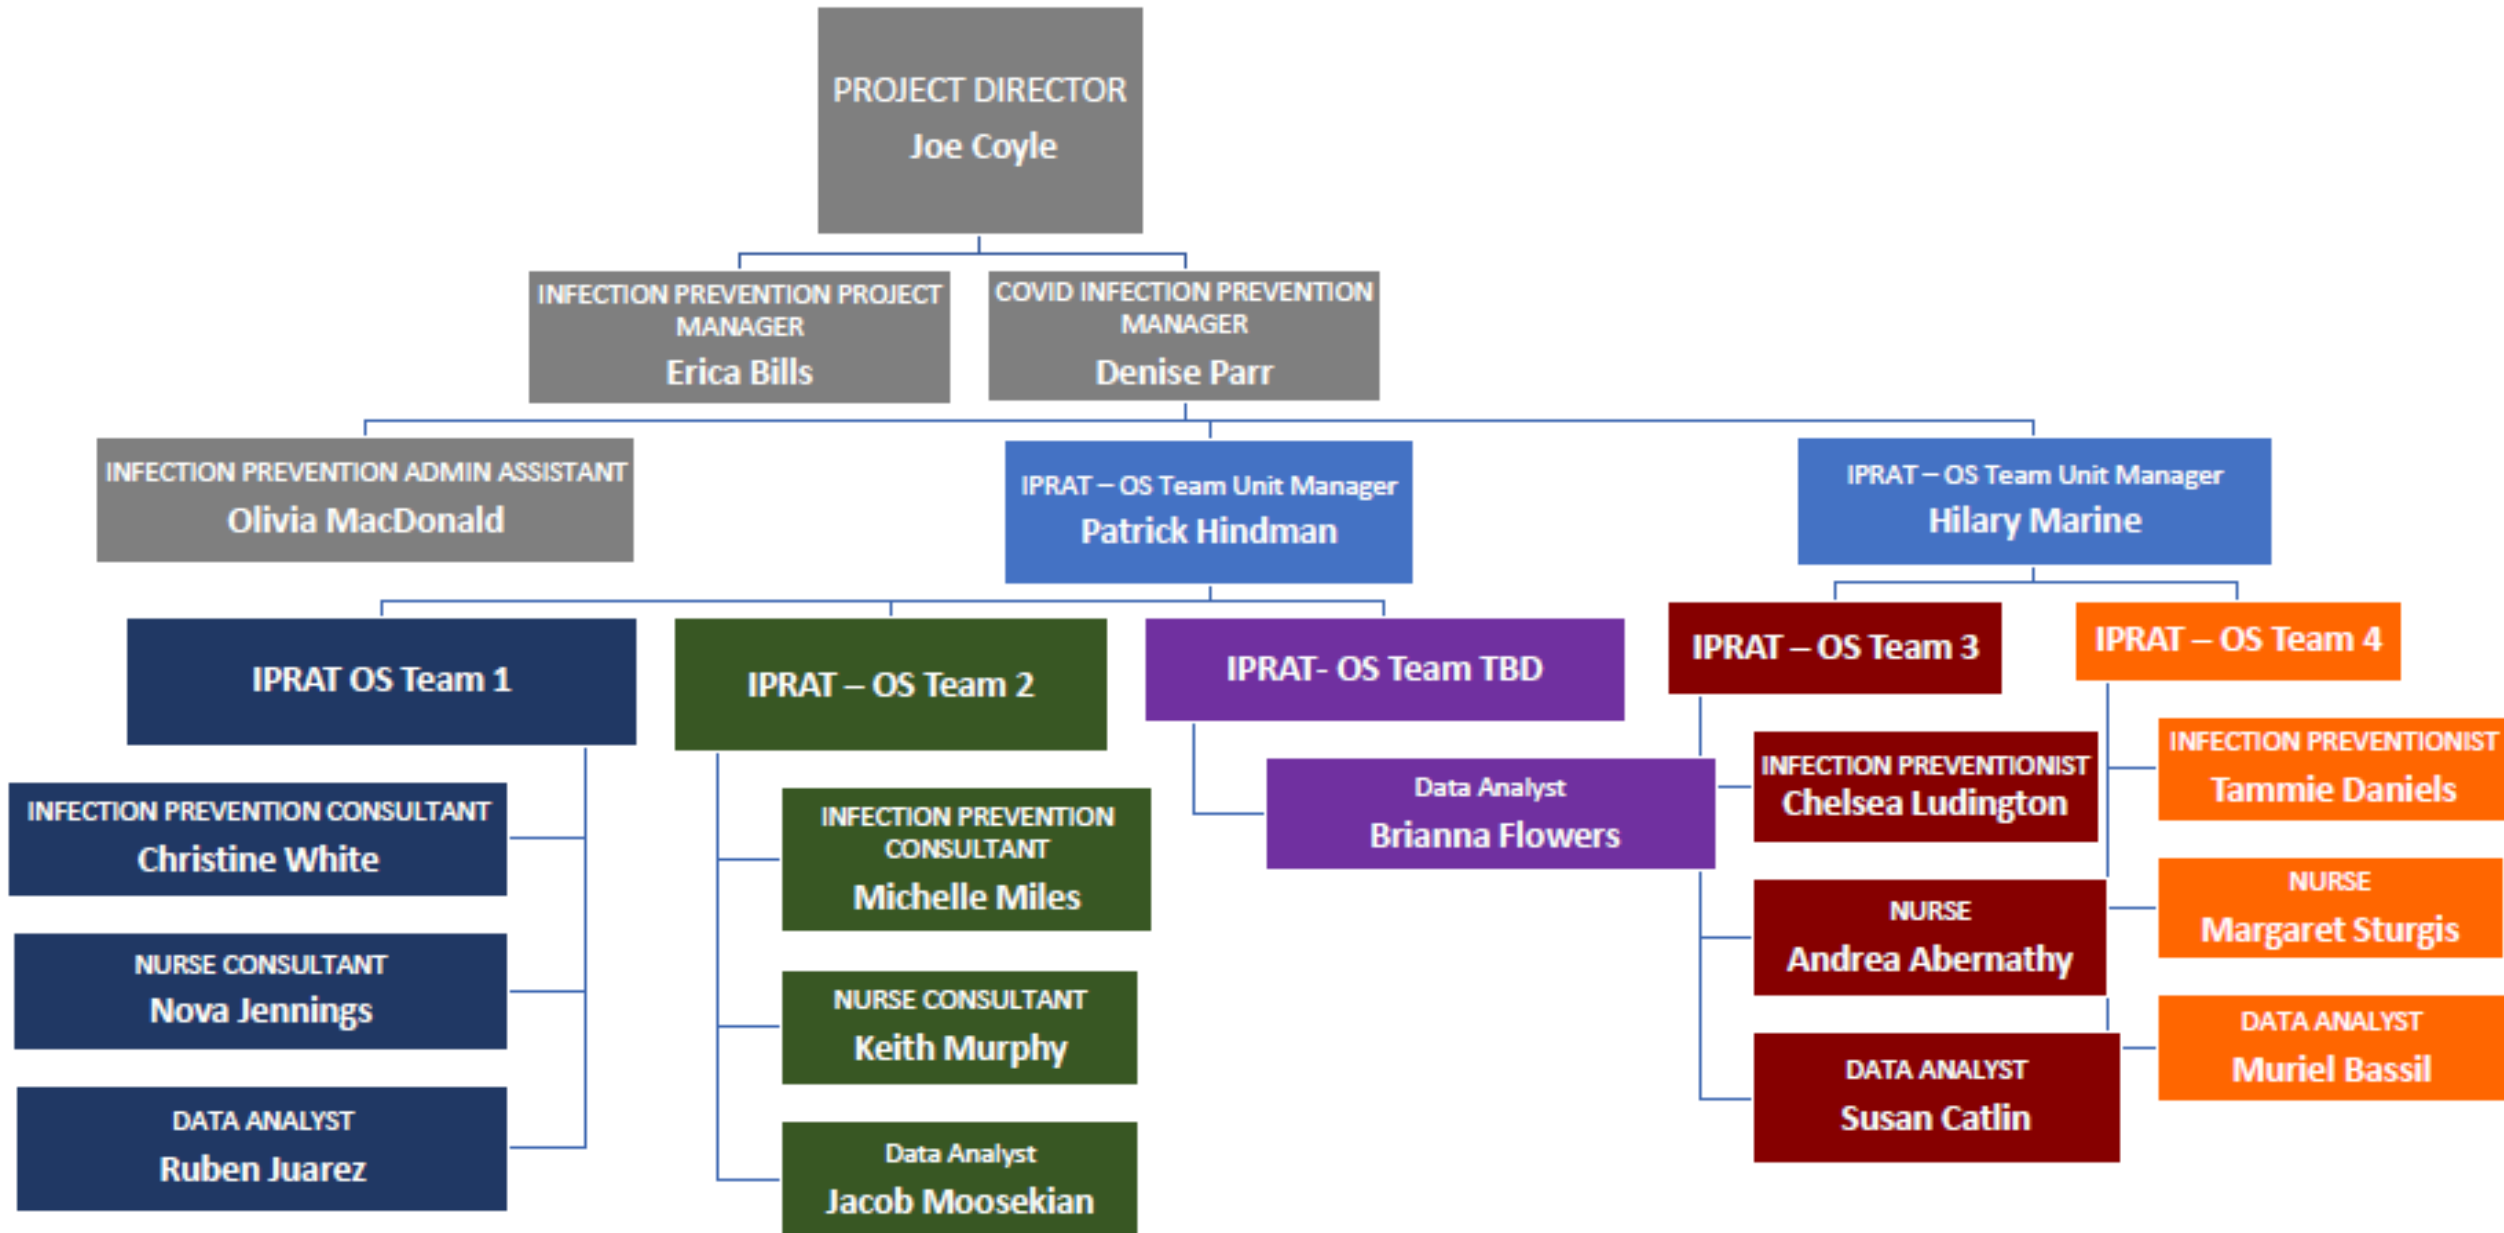 PROJECT DIRECTOR
Joe Coyle
INFECTION PREVENTION PROJECT
MANAGER
Erica Bills
COVID INFECTION PREVENTION
MANAGER
Denise Parr
INFECTION PREVENTION ADMIN ASSISTANT
Olivia MacDonald
IPRAT – OS Team Unit Manager
Patrick Hindman
IPRAT – OS Team Unit Manager
Hilary Marine
IPRAT OS Team 1
INFECTION PREVENTION CONSULTANT
Christine White
NURSE CONSULTANT
Nova Jennings
DATA ANALYST
Ruben Juarez
IPRAT – OS Team 2
INFECTION PREVENTION
CONSULTANT
Michelle Miles
NURSE CONSULTANT
Keith Murphy
Data Analyst
Jacob Moosekian
IPRAT- OS Team TBD
Data Analyst
Brianna Flowers
IPRAT – OS Team 3
INFECTION PREVENTIONIST
Chelsea Ludington
NURSE
Andrea Abernathy
DATA ANALYST
Susan Catlin
IPRAT – OS Team 4
INFECTION PREVENTIONIST
Tammie Daniels
NURSE
Margaret Sturgis
DATA ANALYST
Muriel Bassil